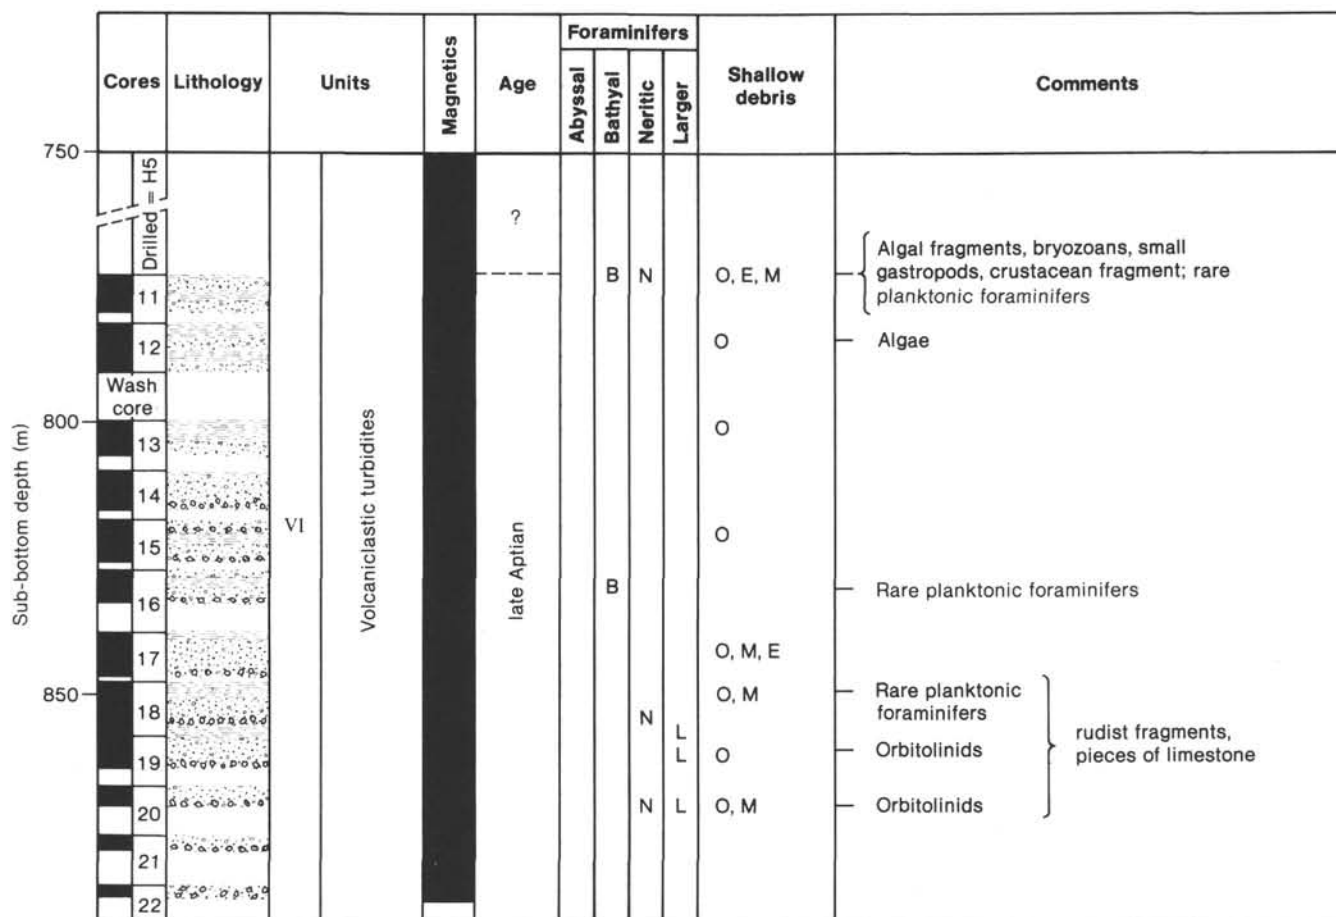 Foraminifers
Cores
Lithology
Units
Magnetics
Age
Abyssal
Bathyal
Neritic
Larger
Shallow
debris
Comments
Sub-bottom depth (m)
750
Drilled = H5
VI
Volcaniclastic turbidites
?
late Aptian
11
B
N
O, E, M
Algal fragments, bryozoans, small
gastropods, crustacean fragment; rare
planktonic foraminifers
12
O
Algae
Wash
core
800
13
O
14
15
O
16
B
Rare planktonic foraminifers
17
O, M, E
850
18
N
L
O, M
Rare planktonic
foraminifers
rudist fragments,
pieces of limestone
19
L
O
Orbitolinids
20
N
L
O, M
Orbitolinids
21
22